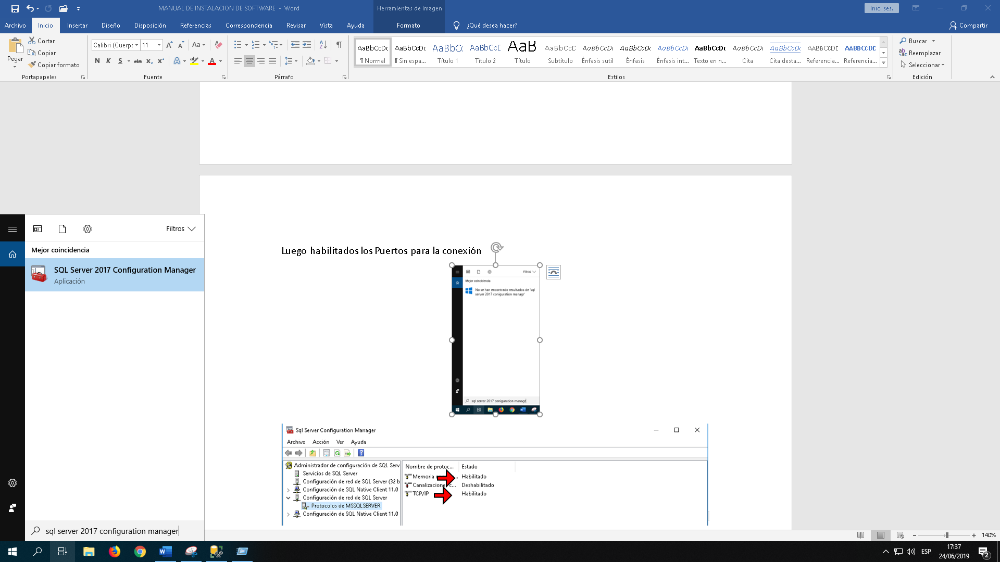 MANUAL DE INSTALACION DE SOFTWARE - Word
Herramientas de imagen
Inic. ses.
Archivo Inicio Insertar Diseño Disposición Referencias Correspondencia Revisar Vista Ayuda Formato ¿Qué desea hacer? Compartir
Pegar
Cortar
Copiar
Copiar formato
Portapapeles
Calibri (Cuerpo 11
N K S abc x₂ x²
Fuente
Párrafo
AaBbCcDc AaBbCcDc AaBbCc AaBbCcE AaB AaBbCcD AaBbCcDc AaBbCcDc AaBbCcDc AaBbCcDc AaBbCcDc AaBbCcDc AABBCCDE AABBCCDE
¶ Normal ¶ Sin espa... Título 1 Título 2 Título Subtítulo Énfasis sutil Énfasis Énfasis int... Texto en n... Cita Cita desta... Referencia... Referencia...
Estilos
Buscar
Reemplazar
Seleccionar
Edición
Filtros
Mejor coincidencia
SQL Server 2017 Configuration Manager
Aplicación
sql server 2017 configuration manager
Luego habilitados los Puertos para la conexión
Filtros
Mejor coincidencia
No se han encontrado resultados de 'sql
server 2017 coniguration managr'
sql server 2017 coniguration managr
Sql Server Configuration Manager
Archivo Acción Ver Ayuda
Administrador de configuración de SQL Serv
Servicios de SQL Server
Configuración de red de SQL Server (32 b
Configuración de SQL Native Client 11.0
Configuración de red de SQL Server
Protocolos de MSSQLSERVER
Configuración de SQL Native Client 11.0
Nombre de protoc... Estado
Memoria Habilitado
Canalizaciones c... Deshabilitado
TCP/IP Habilitado
140%
ESP
17:37
24/06/2019
2